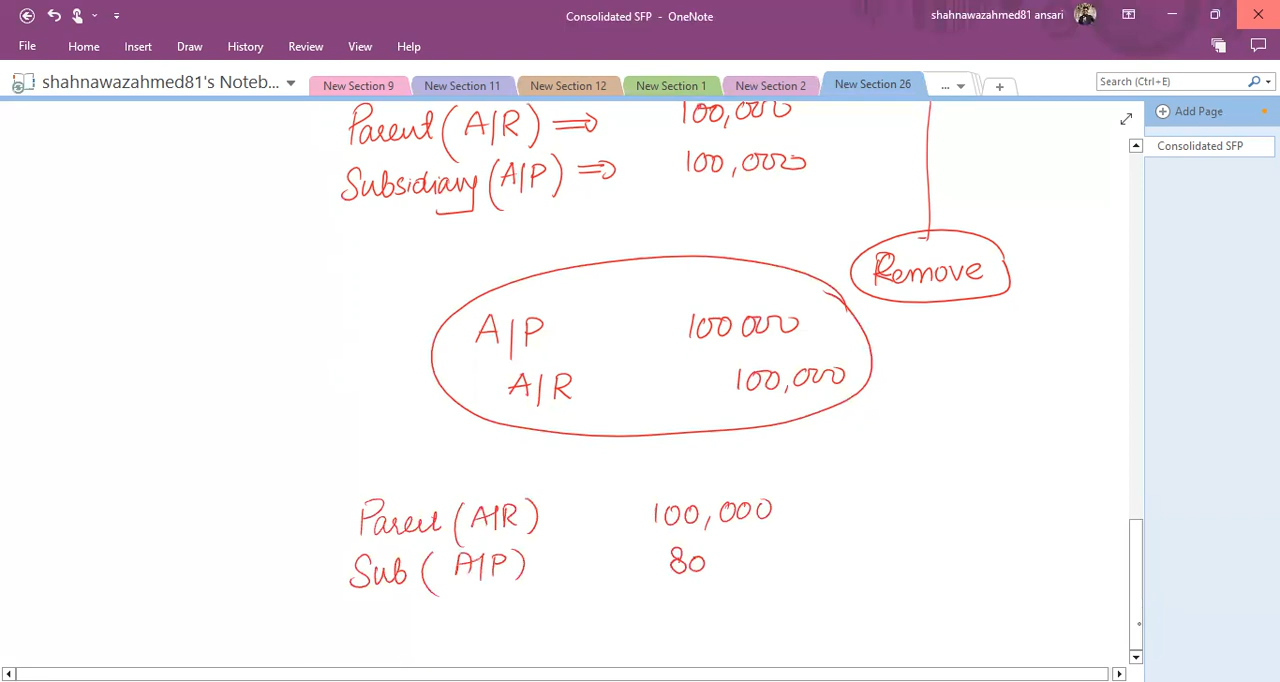 Consolidated SFP - OneNote
shahnawazahmed81 ansari
File Home Insert Draw History Review View Help
shahnawazahmed81's Noteb...
New Section 9 New Section 11 New Section 12 New Section 1 New Section 2 New Section 26 ...
Search (Ctrl+E)
Add Page
Consolidated SFP
Parent (A/R) ⇒ 100,000
Subsidiary (A/P) ⇒ 100,000
Remove
A/P 100000
A/R 100,000
Parent (A/R) 100,000
Sub (A/P) 80